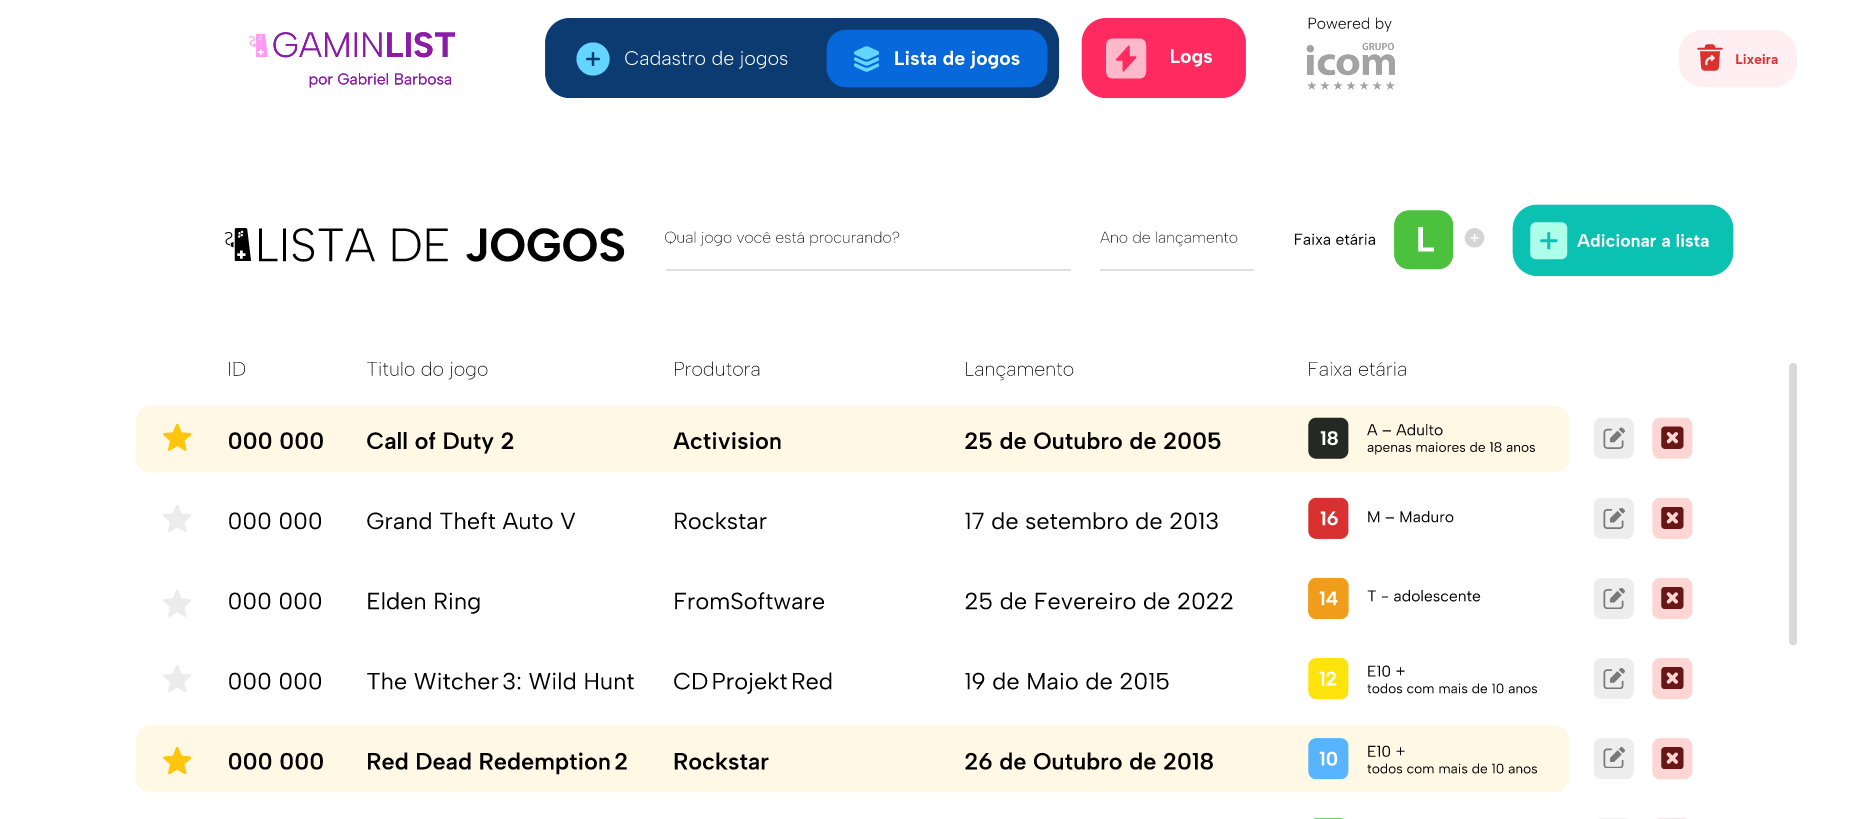 GAMINLIST
por Gabriel Barbosa
Cadastro de jogos
Lista de jogos
Logs
Powered by
GRUPO
icom
Lixeira
LISTA DE JOGOS
Qual jogo você está procurando?
Ano de lançamento
Faixa etária
L
Adicionar a lista
ID Titulo do jogo Produtora Lançamento Faixa etária
000 000 Call of Duty 2 Activision 25 de Outubro de 2005 18 A – Adulto
apenas maiores de 18 anos
000 000 Grand Theft Auto V Rockstar 17 de setembro de 2013 16 M – Maduro
000 000 Elden Ring FromSoftware 25 de Fevereiro de 2022 14 T - adolescente
000 000 The Witcher 3: Wild Hunt CD Projekt Red 19 de Maio de 2015 12 E10 +
todos com mais de 10 anos
000 000 Red Dead Redemption 2 Rockstar 26 de Outubro de 2018 10 E10 +
todos com mais de 10 anos